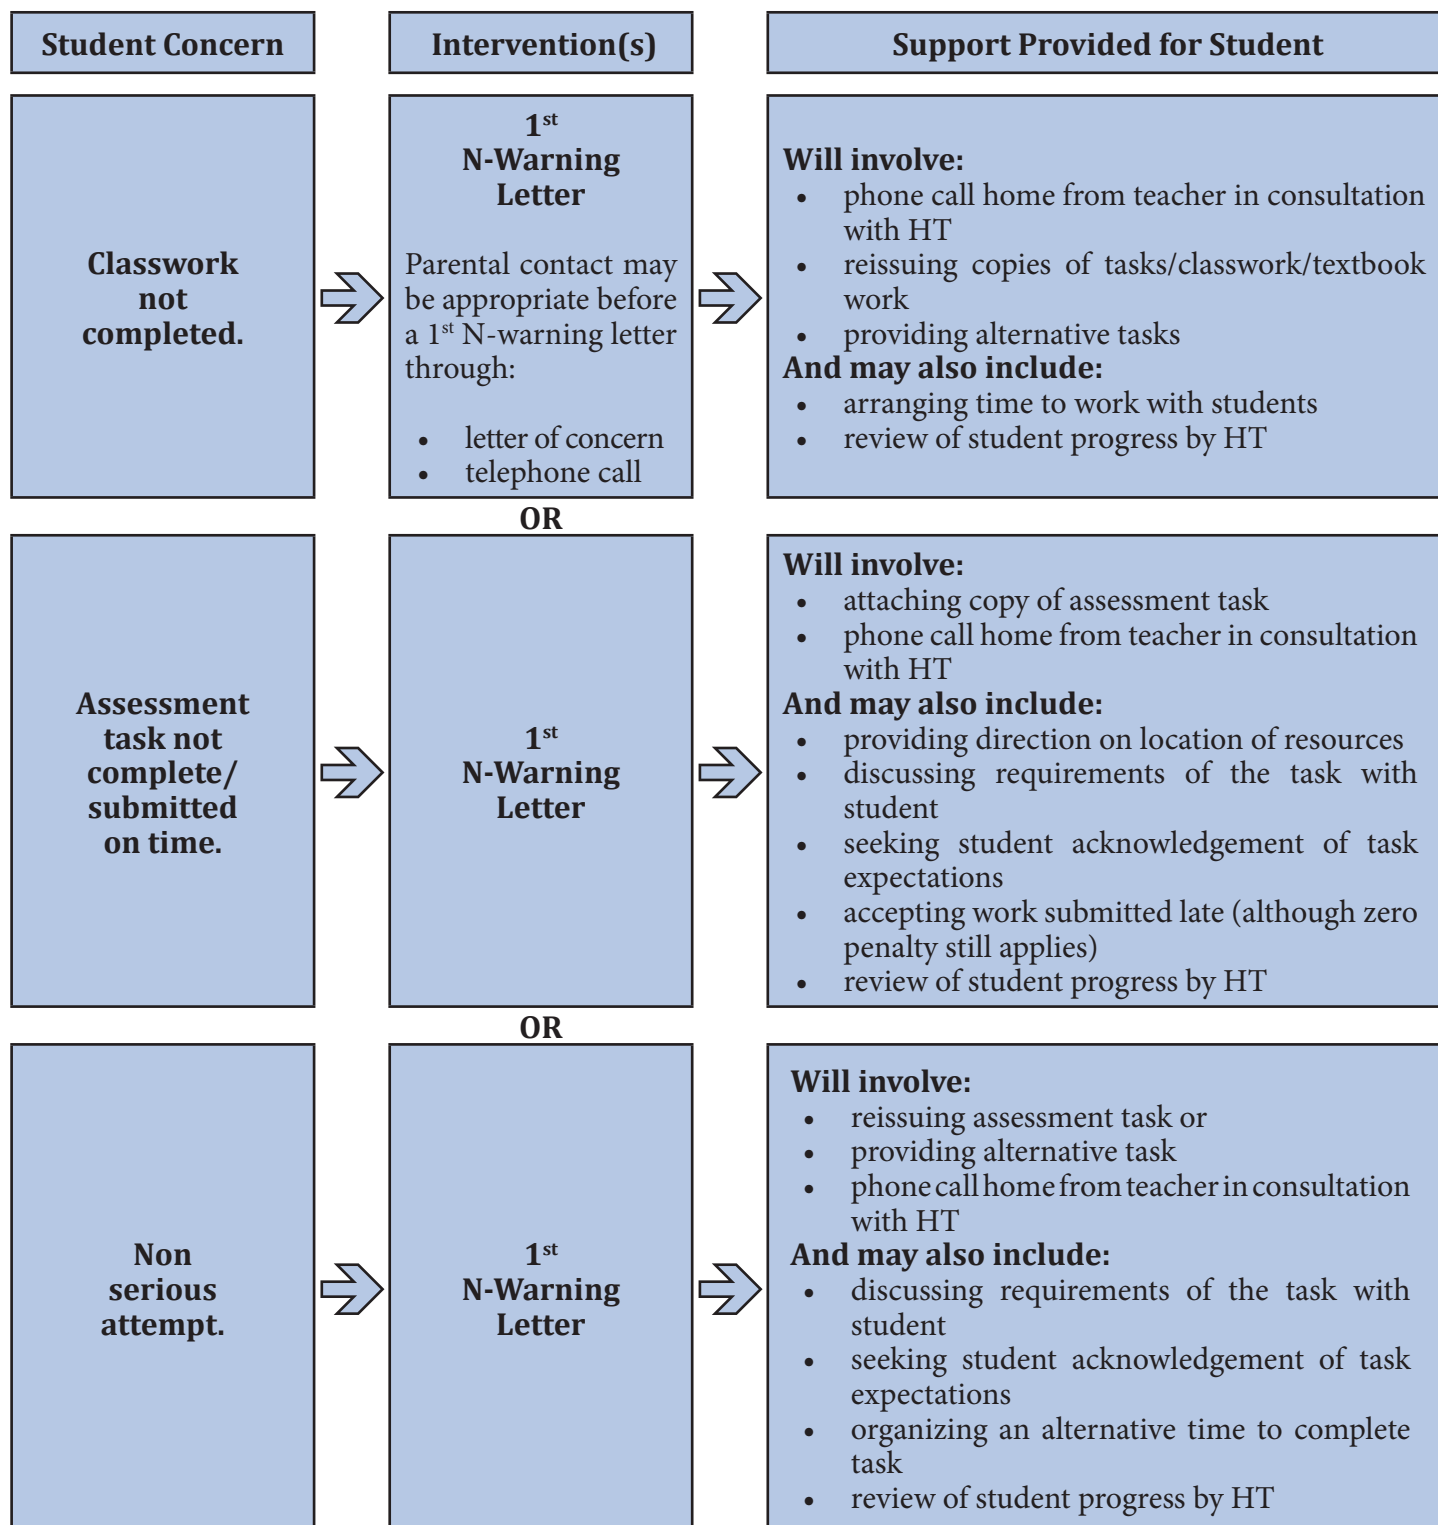 Student Concern
Intervention(s)
Support Provided for Student
Classwork
not
completed.
1st
N-Warning
Letter
Parental contact may
be appropriate before
a 1st N-warning letter
through:
• letter of concern
• telephone call
Will involve:
• phone call home from teacher in consultation
with HT
• reissuing copies of tasks/classwork/textbook
work
• providing alternative tasks
And may also include:
• arranging time to work with students
• review of student progress by HT
OR
Assessment
task not
complete/
submitted
on time.
1st
N-Warning
Letter
Will involve:
• attaching copy of assessment task
• phone call home from teacher in consultation
with HT
And may also include:
• providing direction on location of resources
• discussing requirements of the task with
student
• seeking student acknowledgement of task
expectations
• accepting work submitted late (although zero
penalty still applies)
• review of student progress by HT
OR
Non
serious
attempt.
1st
N-Warning
Letter
Will involve:
• reissuing assessment task or
• providing alternative task
• phone call home from teacher in consultation
with HT
And may also include:
• discussing requirements of the task with
student
• seeking student acknowledgement of task
expectations
• organizing an alternative time to complete
task
• review of student progress by HT